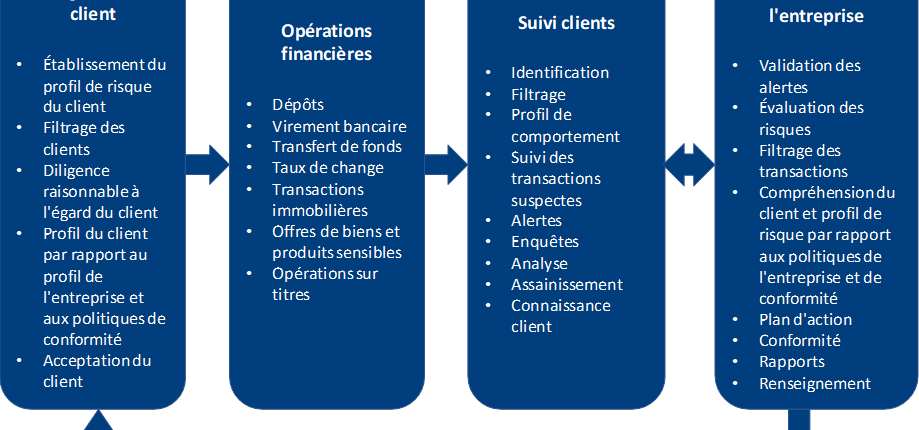 client
• Établissement du
profil de risque
du client
• Filtrage des
clients
• Diligence
raisonnable à
l'égard du client
• Profil du client
par rapport au
profil de
l'entreprise et
aux politiques de
conformité
• Acceptation du
client
Opérations
financières
• Dépôts
• Virement bancaire
• Transfert de fonds
• Taux de change
• Transactions
immobilières
• Offres de biens et
produits sensibles
• Opérations sur
titres
Suivi clients
• Identification
• Filtrage
• Profil de
comportement
• Suivi des
transactions
suspectes
• Alertes
• Enquêtes
• Analyse
• Assainissement
• Connaissance
client
l'entreprise
• Validation des
alertes
• Évaluation des
risques
• Filtrage des
transactions
• Compréhension du
client et profil de
risque par rapport
aux politiques de
l'entreprise et de
conformité
• Plan d'action
• Conformité
• Rapports
• Renseignement